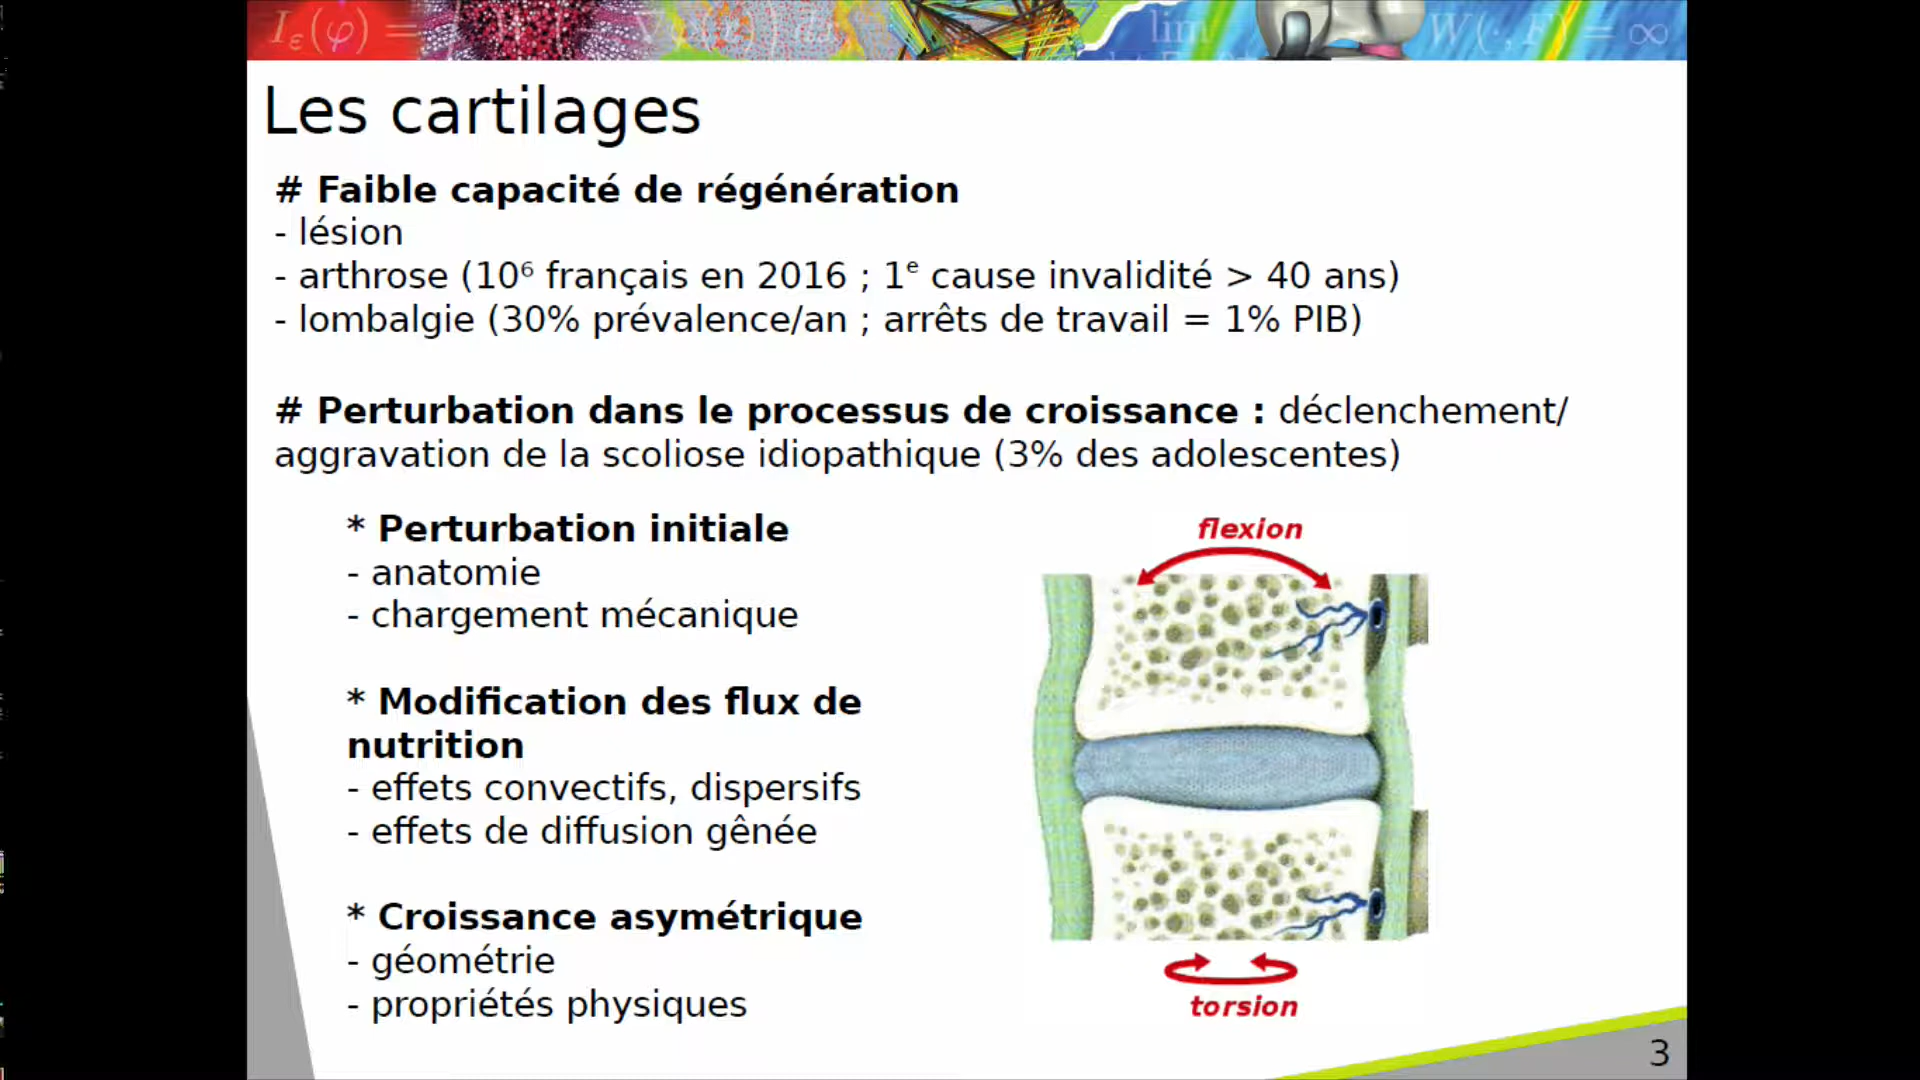 Iε(φ) =
lim
W(·, F) = ∞
Les cartilages
# Faible capacité de régénération
- lésion
- arthrose (10⁶ français en 2016 ; 1ᵉ cause invalidité > 40 ans)
- lombalgie (30% prévalence/an ; arrêts de travail = 1% PIB)
# Perturbation dans le processus de croissance : déclenchement/
aggravation de la scoliose idiopathique (3% des adolescentes)
* Perturbation initiale
- anatomie
- chargement mécanique
* Modification des flux de
nutrition
- effets convectifs, dispersifs
- effets de diffusion gênée
* Croissance asymétrique
- géométrie
- propriétés physiques
flexion
torsion
3